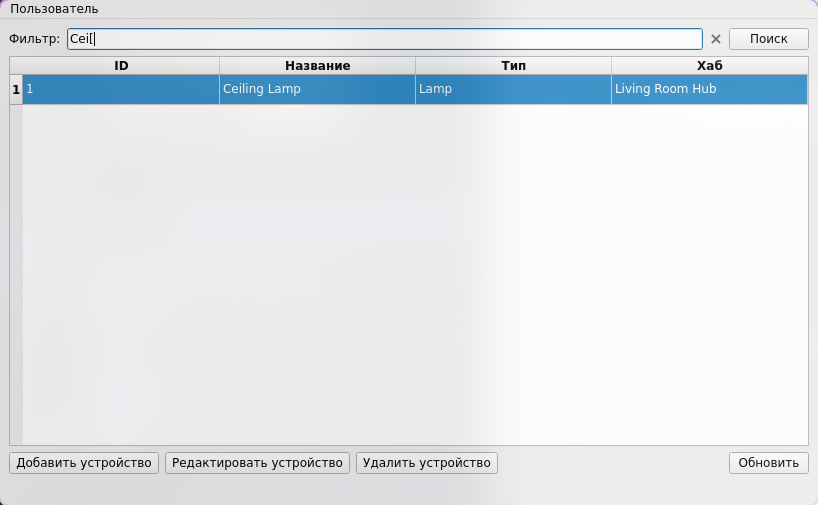 Пользователь
Фильтр: Cei[ ✕ Поиск
ID Название Тип Хаб
1 1 Ceiling Lamp Lamp Living Room Hub
Добавить устройство Редактировать устройство Удалить устройство Обновить